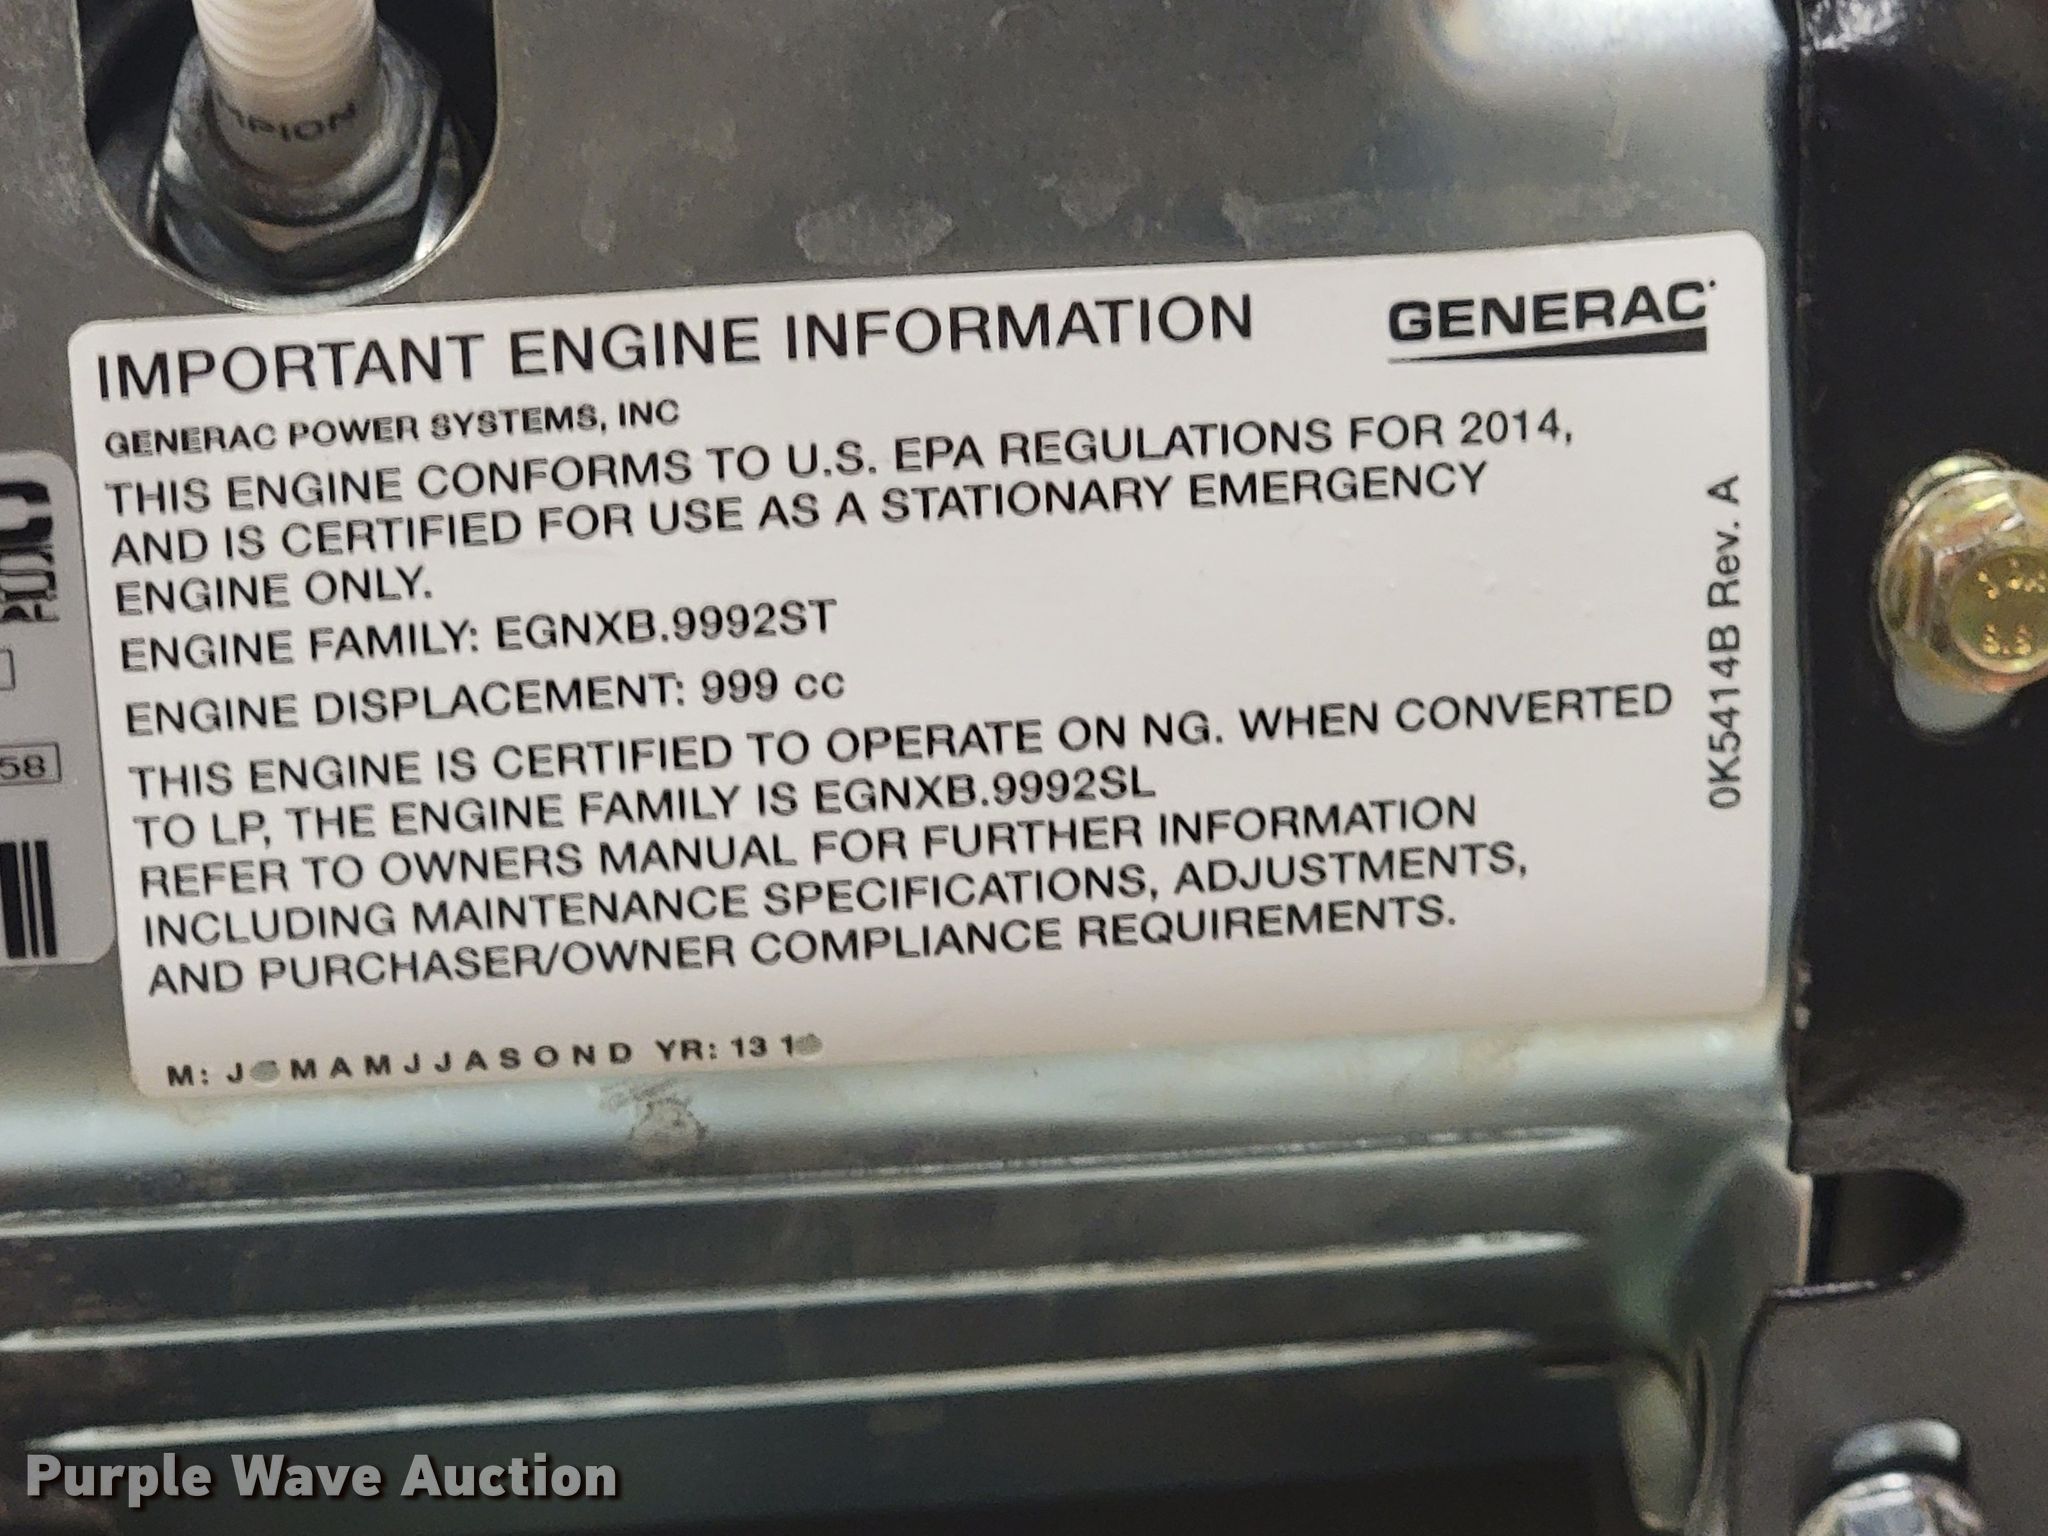 MPION
IMPORTANT ENGINE INFORMATION
GENERAC
GENERAC POWER SYSTEMS, INC
THIS ENGINE CONFORMS TO U.S. EPA REGULATIONS FOR 2014,
AND IS CERTIFIED FOR USE AS A STATIONARY EMERGENCY
ENGINE ONLY.
ENGINE FAMILY: EGNXB.9992ST
ENGINE DISPLACEMENT: 999 cc
THIS ENGINE IS CERTIFIED TO OPERATE ON NG. WHEN CONVERTED
TO LP, THE ENGINE FAMILY IS EGNXB.9992SL
REFER TO OWNERS MANUAL FOR FURTHER INFORMATION
INCLUDING MAINTENANCE SPECIFICATIONS, ADJUSTMENTS,
AND PURCHASER/OWNER COMPLIANCE REQUIREMENTS.
M: J M A M J J A S O N D YR: 13 1
0K5414B Rev. A
58
8.8
Purple Wave Auction